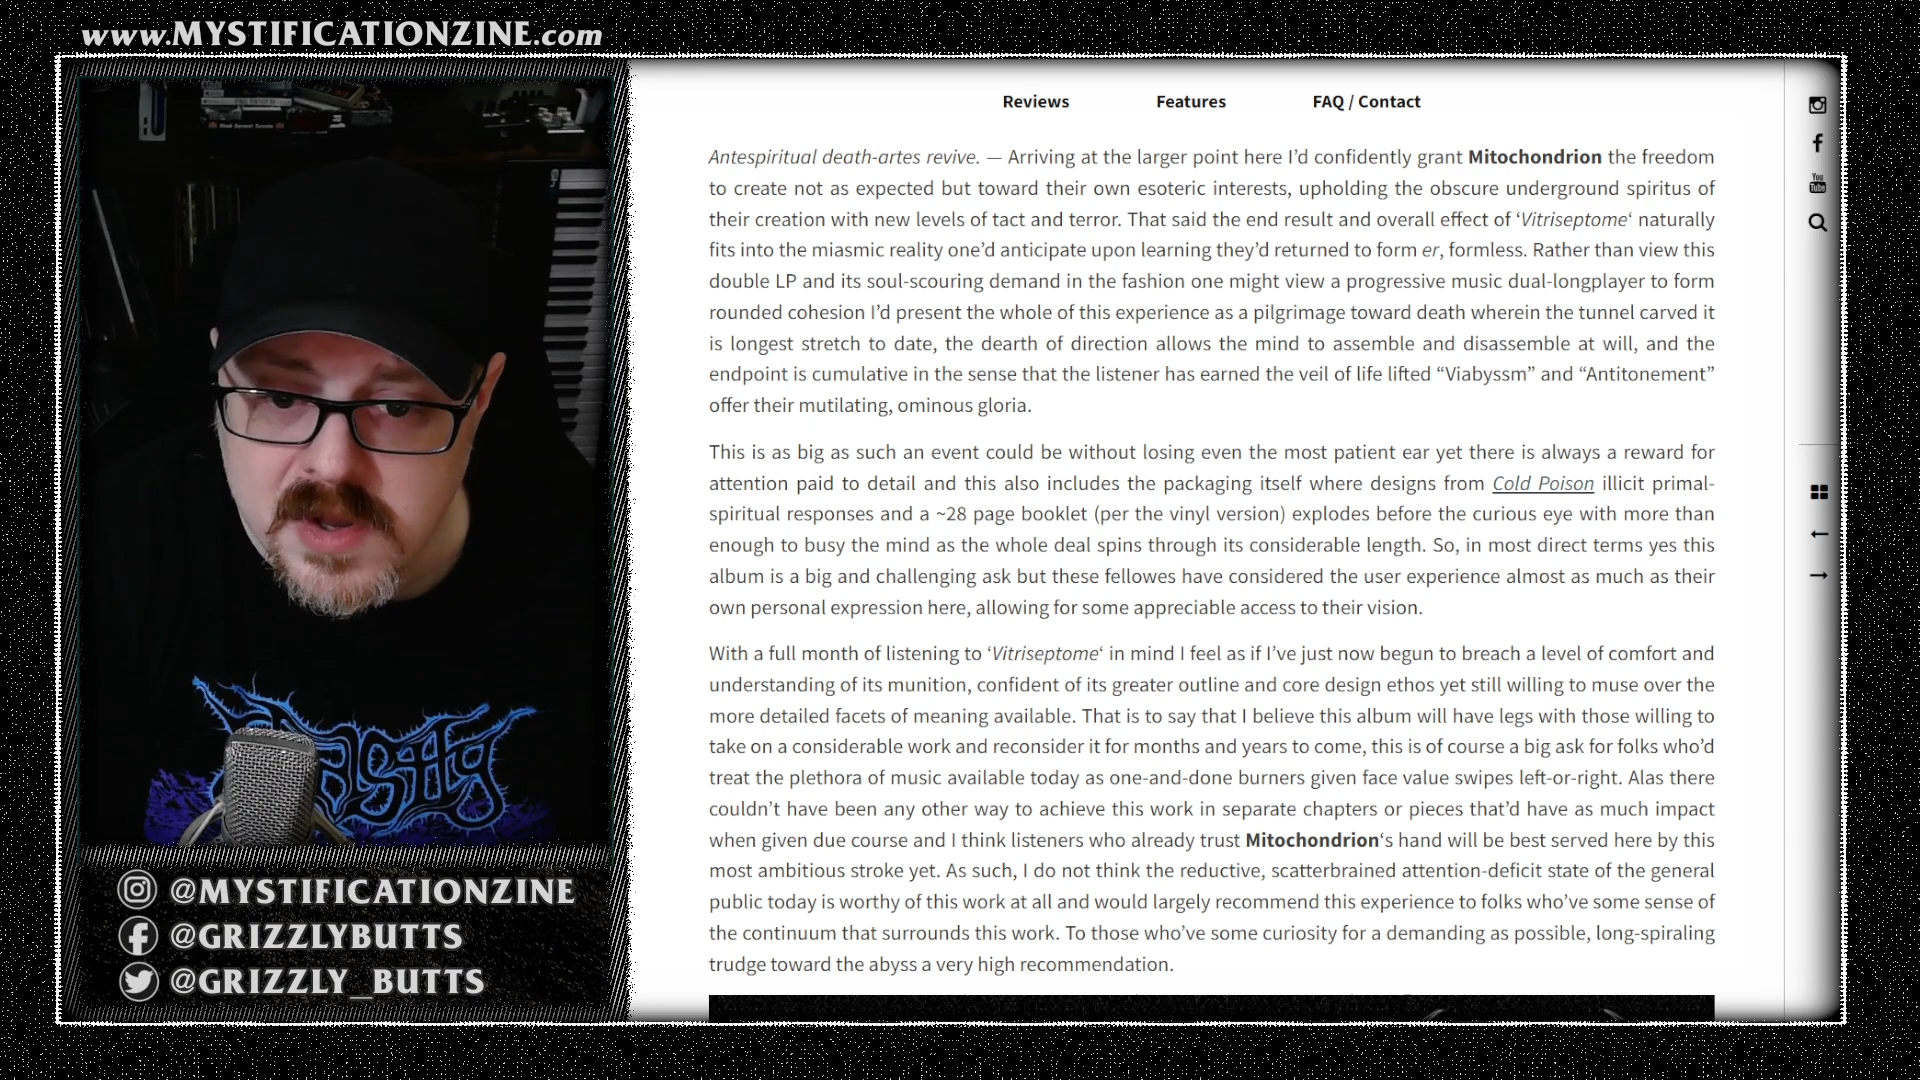 www.MYSTIFICATIONZINE.com
Reviews
Features
FAQ / Contact
Antespiritual death-artes revive. — Arriving at the larger point here I’d confidently grant Mitochondrion the freedom
to create not as expected but toward their own esoteric interests, upholding the obscure underground spiritus of
their creation with new levels of tact and terror. That said the end result and overall effect of ‘Vitriseptome‘ naturally
fits into the miasmic reality one’d anticipate upon learning they’d returned to form er, formless. Rather than view this
double LP and its soul-scouring demand in the fashion one might view a progressive music dual-longplayer to form
rounded cohesion I’d present the whole of this experience as a pilgrimage toward death wherein the tunnel carved it
is longest stretch to date, the dearth of direction allows the mind to assemble and disassemble at will, and the
endpoint is cumulative in the sense that the listener has earned the veil of life lifted “Viabyssm” and “Antitonement”
offer their mutilating, ominous gloria.
This is as big as such an event could be without losing even the most patient ear yet there is always a reward for
attention paid to detail and this also includes the packaging itself where designs from Cold Poison illicit primal-
spiritual responses and a ~28 page booklet (per the vinyl version) explodes before the curious eye with more than
enough to busy the mind as the whole deal spins through its considerable length. So, in most direct terms yes this
album is a big and challenging ask but these fellowes have considered the user experience almost as much as their
own personal expression here, allowing for some appreciable access to their vision.
With a full month of listening to ‘Vitriseptome‘ in mind I feel as if I’ve just now begun to breach a level of comfort and
understanding of its munition, confident of its greater outline and core design ethos yet still willing to muse over the
more detailed facets of meaning available. That is to say that I believe this album will have legs with those willing to
take on a considerable work and reconsider it for months and years to come, this is of course a big ask for folks who’d
treat the plethora of music available today as one-and-done burners given face value swipes left-or-right. Alas there
couldn’t have been any other way to achieve this work in separate chapters or pieces that’d have as much impact
when given due course and I think listeners who already trust Mitochondrion‘s hand will be best served here by this
most ambitious stroke yet. As such, I do not think the reductive, scatterbrained attention-deficit state of the general
public today is worthy of this work at all and would largely recommend this experience to folks who’ve some sense of
the continuum that surrounds this work. To those who’ve some curiosity for a demanding as possible, long-spiraling
trudge toward the abyss a very high recommendation.
You
Tube
@MYSTIFICATIONZINE
@GRIZZLYBUTTS
@GRIZZLY_BUTTS